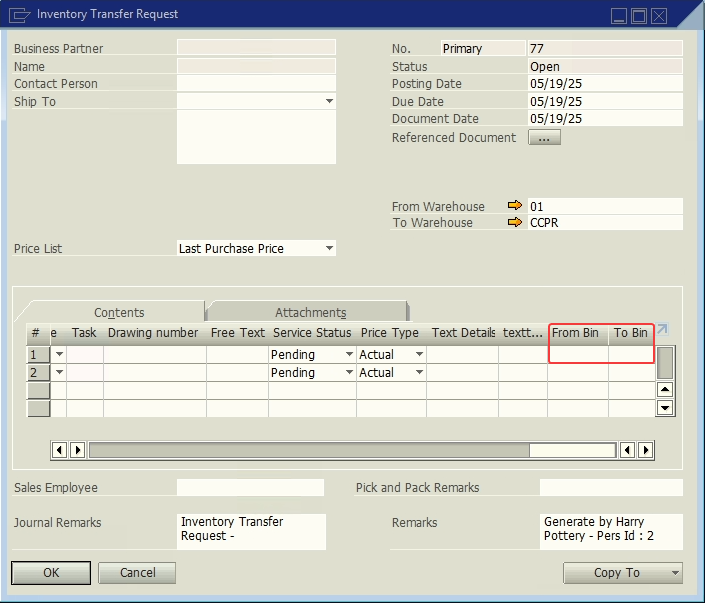 Inventory Transfer Request
Business Partner
Name
Contact Person
Ship To
No. Primary 77
Status Open
Posting Date 05/19/25
Due Date 05/19/25
Document Date 05/19/25
Referenced Document ...
From Warehouse 01
To Warehouse CCPR
Price List Last Purchase Price
Contents Attachments
# e Task Drawing number Free Text Service Status Price Type Text Details textt... From Bin To Bin
1 Pending Actual
2 Pending Actual
Sales Employee
Pick and Pack Remarks
Journal Remarks
Inventory Transfer
Request -
Remarks
Generate by Harry
Pottery - Pers Id : 2
OK Cancel Copy To